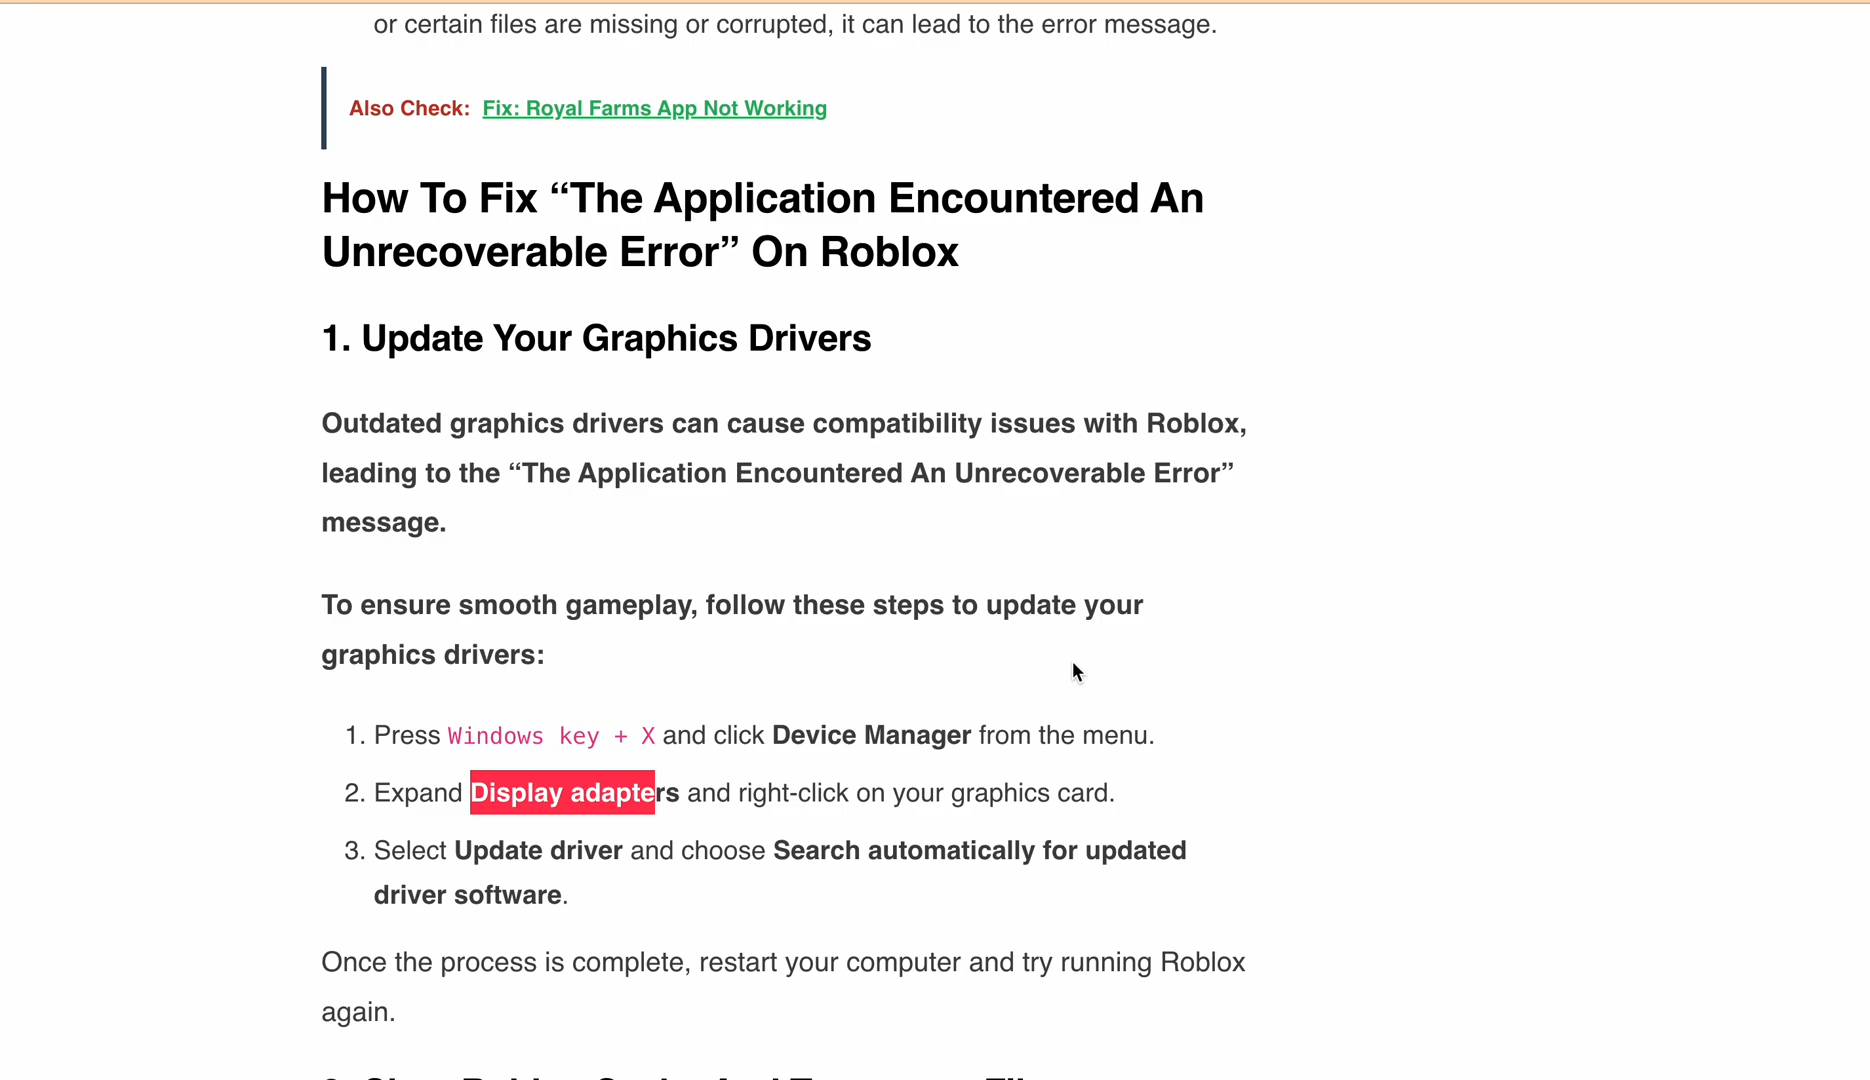 or certain files are missing or corrupted, it can lead to the error message.
Also Check: Fix: Royal Farms App Not Working
How To Fix “The Application Encountered An
Unrecoverable Error” On Roblox
1. Update Your Graphics Drivers
Outdated graphics drivers can cause compatibility issues with Roblox,
leading to the “The Application Encountered An Unrecoverable Error”
message.
To ensure smooth gameplay, follow these steps to update your
graphics drivers:
1. Press Windows key + X and click Device Manager from the menu.
2. Expand Display adapters and right-click on your graphics card.
3. Select Update driver and choose Search automatically for updated
driver software.
Once the process is complete, restart your computer and try running Roblox
again.